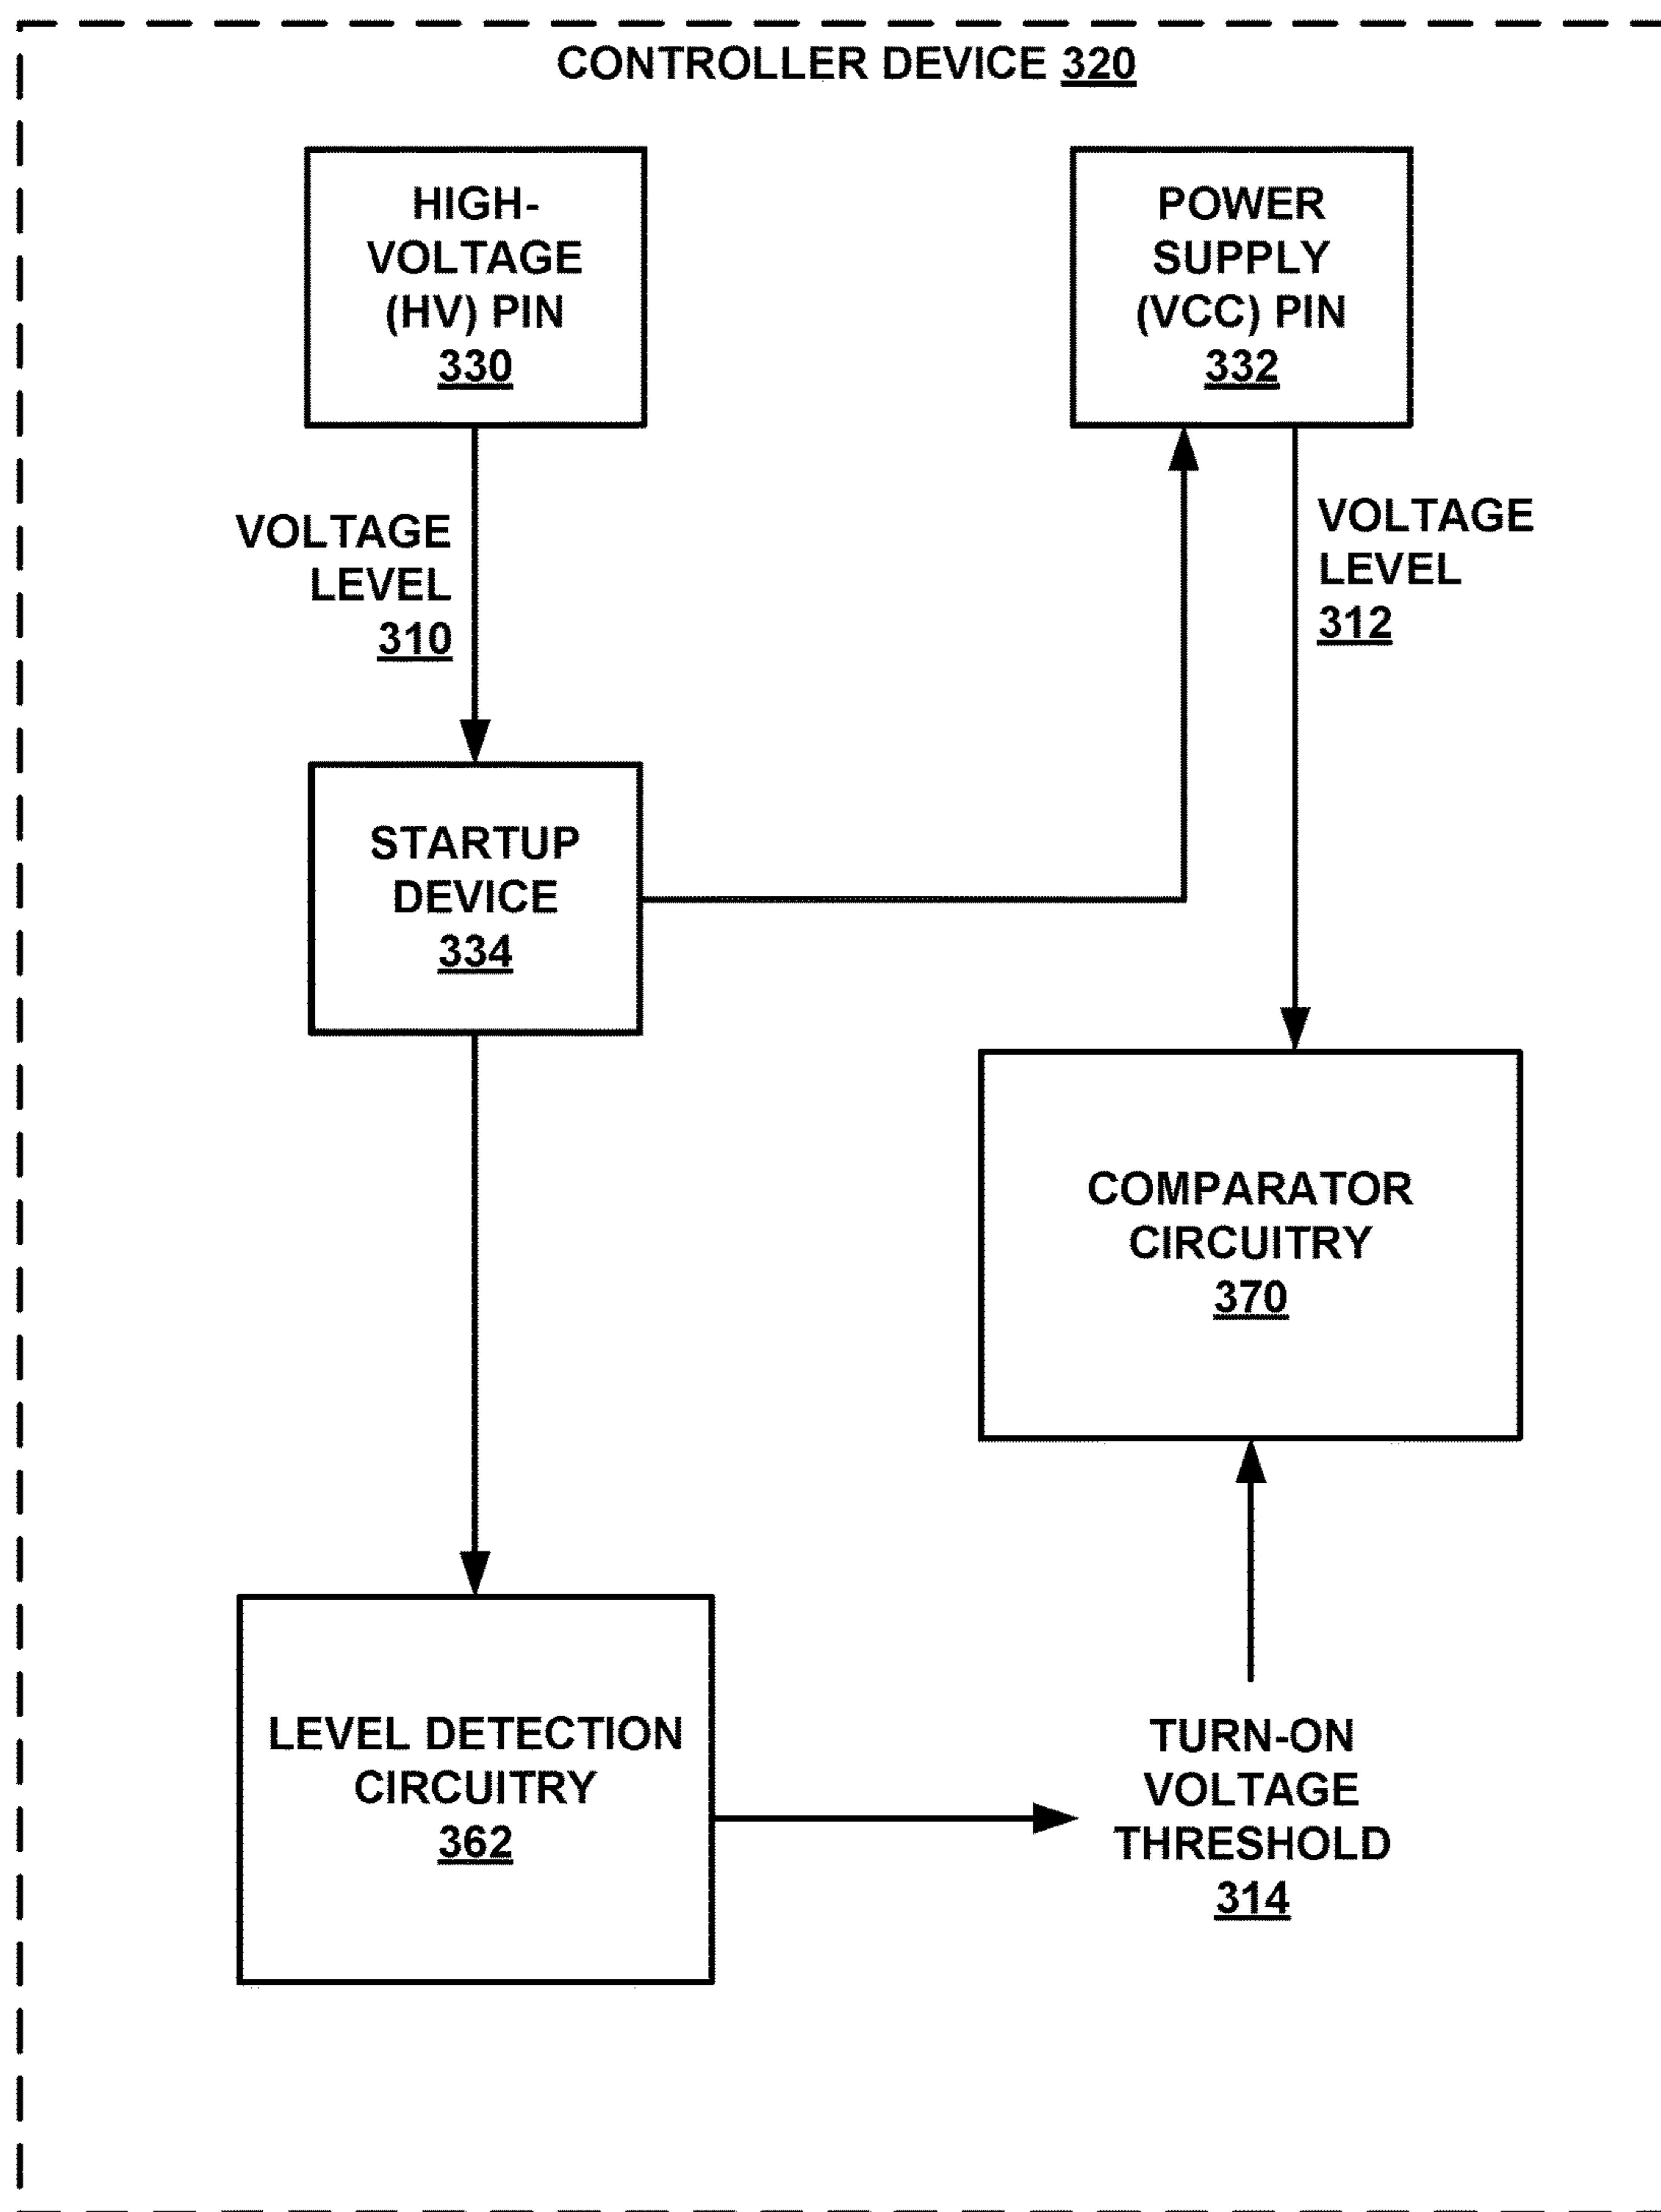 CONTROLLER DEVICE 320
HIGH-
VOLTAGE
(HV) PIN
330
POWER
SUPPLY
(VCC) PIN
332
VOLTAGE
LEVEL
310
VOLTAGE
LEVEL
312
STARTUP
DEVICE
334
COMPARATOR
CIRCUITRY
370
LEVEL DETECTION
CIRCUITRY
362
TURN-ON
VOLTAGE
THRESHOLD
314